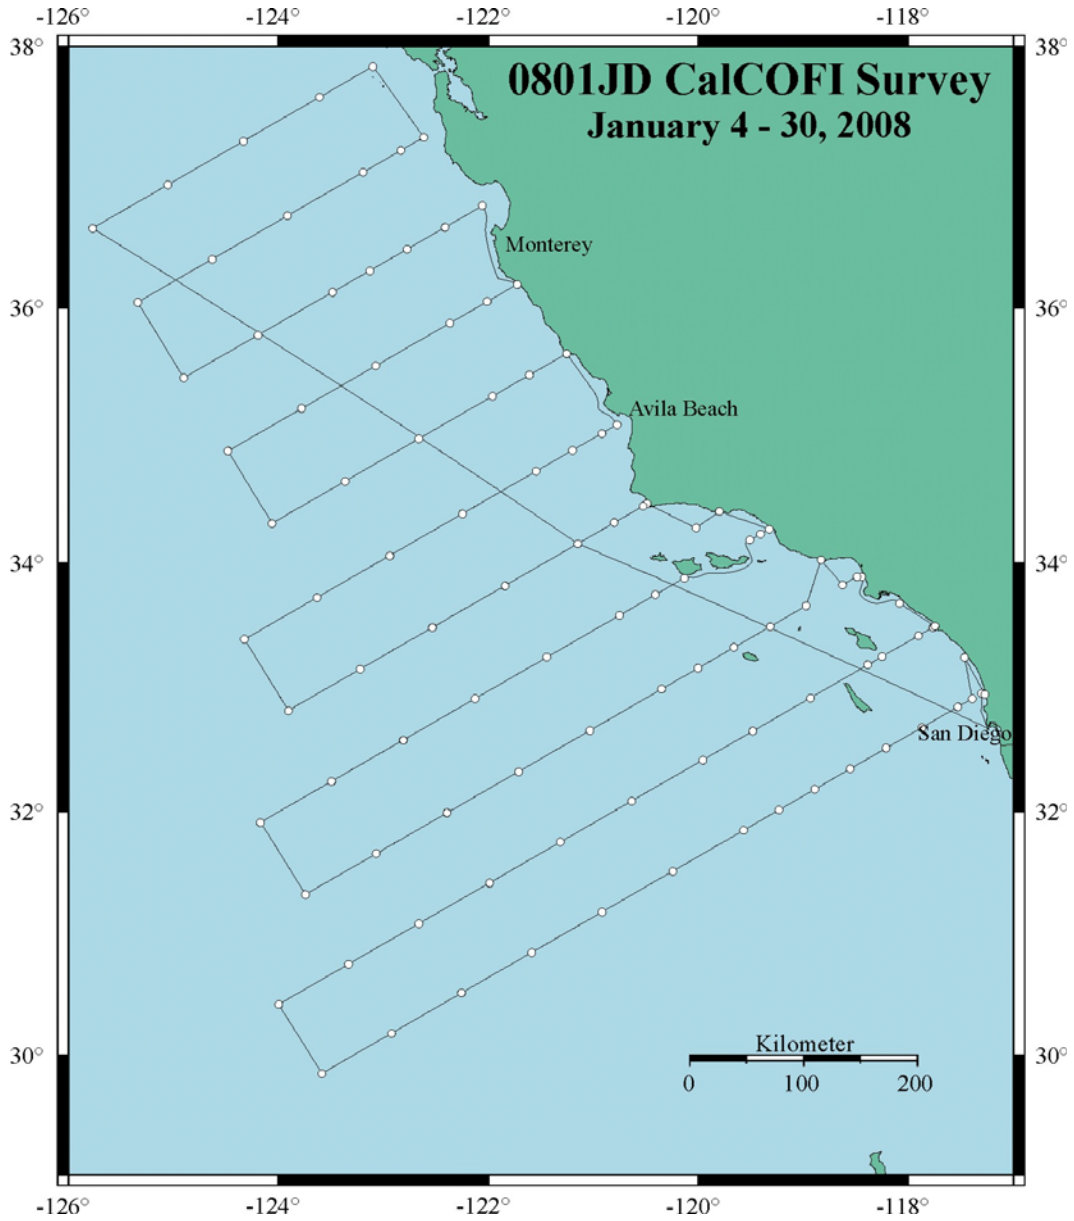 -126° -124° -122° -120° -118°
38° 38°
0801JD CalCOFI Survey
January 4 - 30, 2008
Monterey
36° 36°
Avila Beach
34° 34°
San Diego
32° 32°
Kilometer
30° 30°
0 100 200
-126° -124° -122° -120° -118°